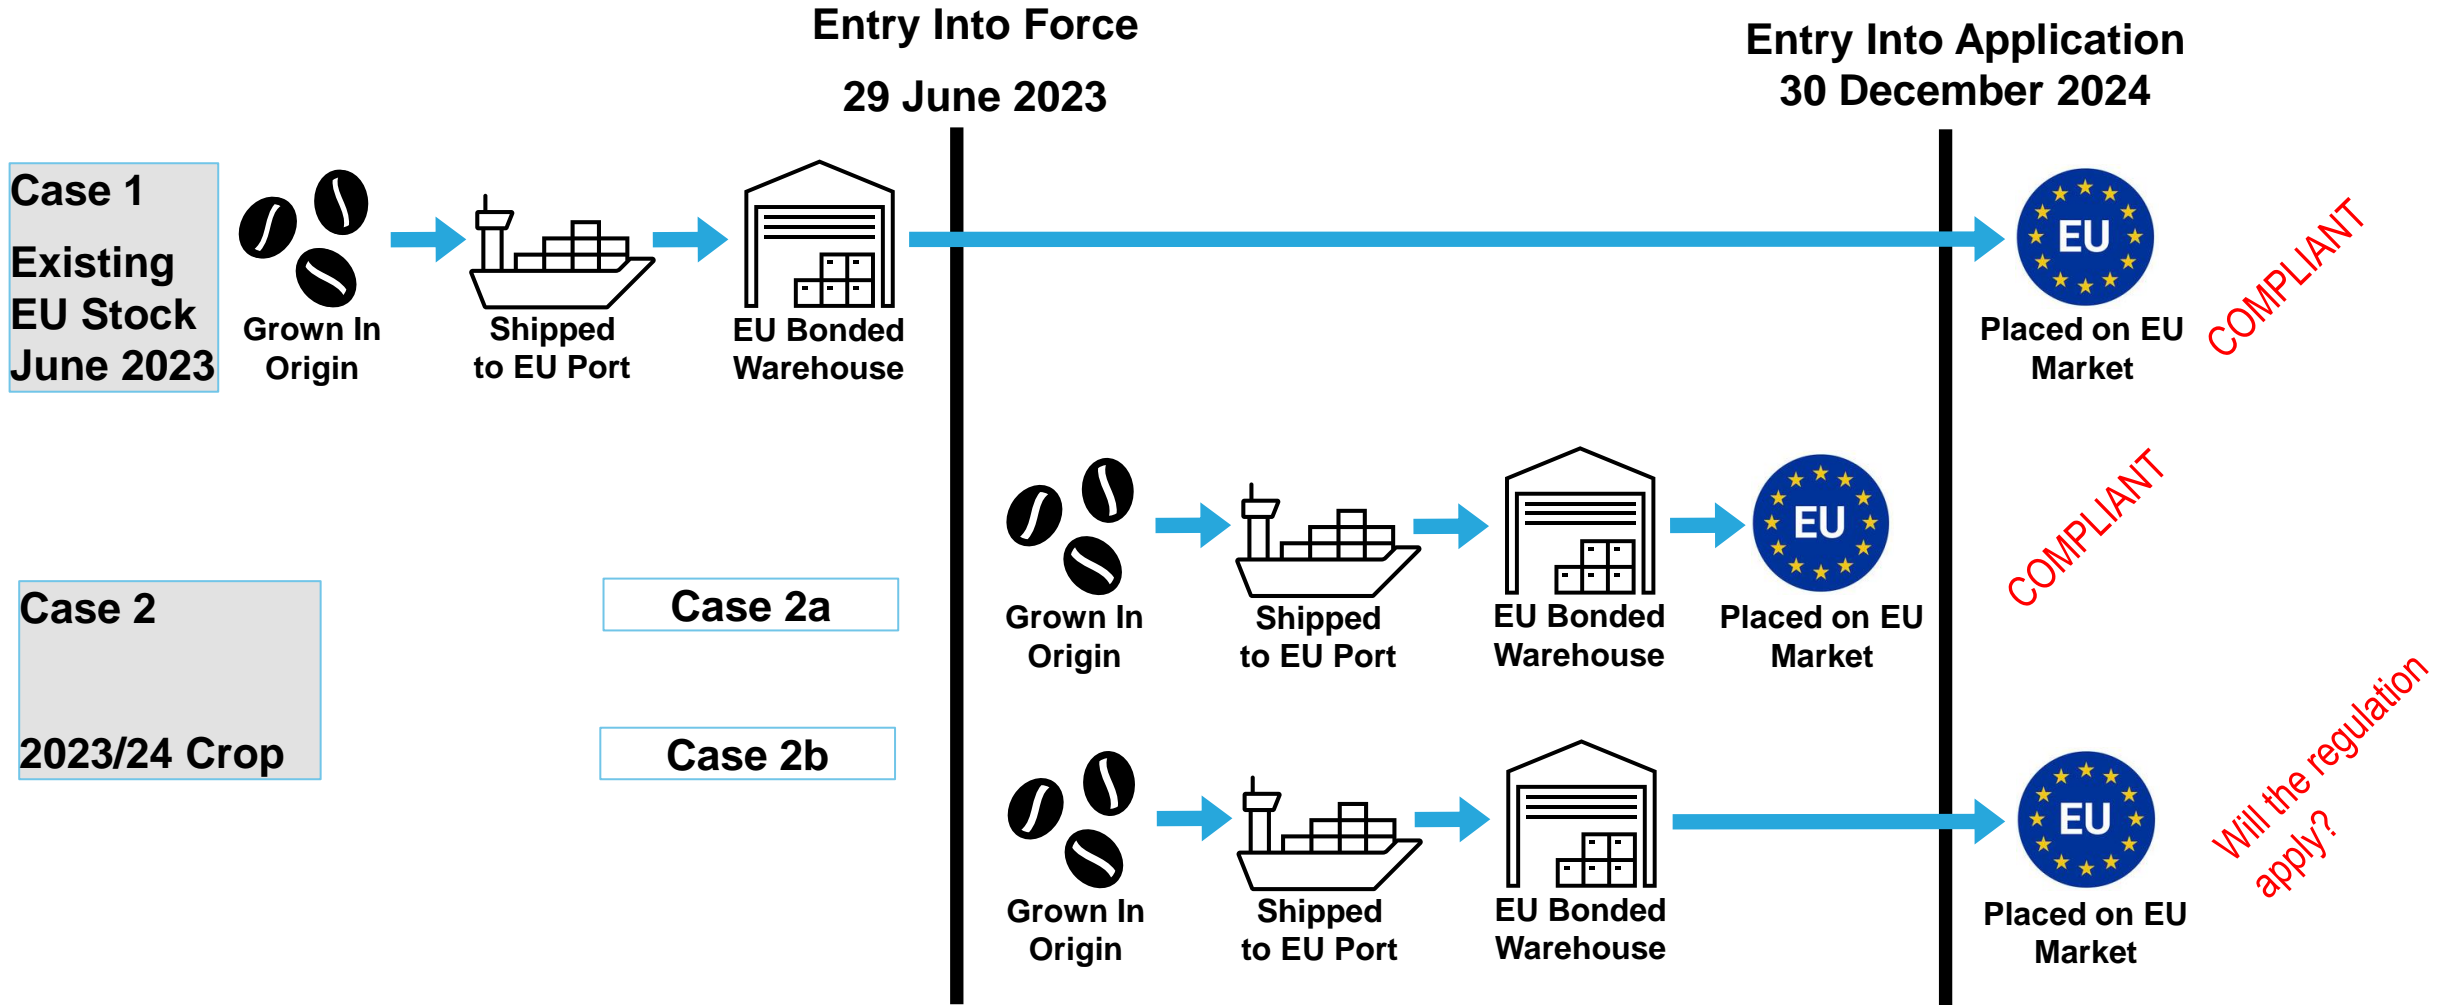 Entry Into Force
29 June 2023
Entry Into Application
30 December 2024
Case 1
Existing
EU Stock
June 2023
Grown In
Origin
Shipped
to EU Port
EU Bonded
Warehouse
EU
Placed on EU
Market
COMPLIANT
Case 2
2023/24 Crop
Case 2a
Grown In
Origin
Shipped
to EU Port
EU Bonded
Warehouse
EU
Placed on EU
Market
COMPLIANT
Case 2b
Grown In
Origin
Shipped
to EU Port
EU Bonded
Warehouse
EU
Placed on EU
Market
Will the regulation
apply?